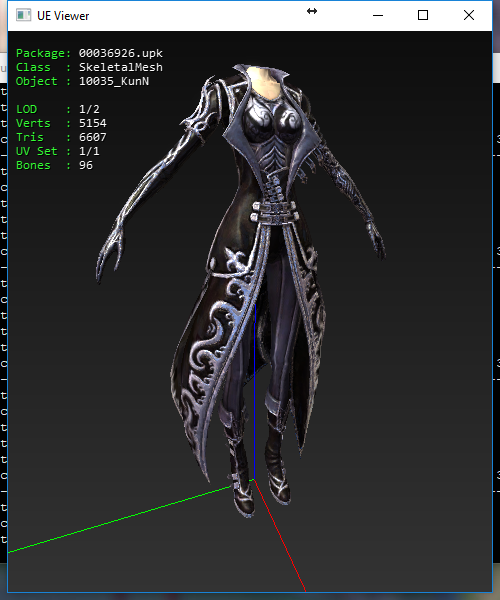 UE Viewer
Package: 00036926.upk
Class : SkeletalMesh
Object : 10035_KunN
LOD : 1/2
Verts : 5154
Tris : 6607
UV Set : 1/1
Bones : 96